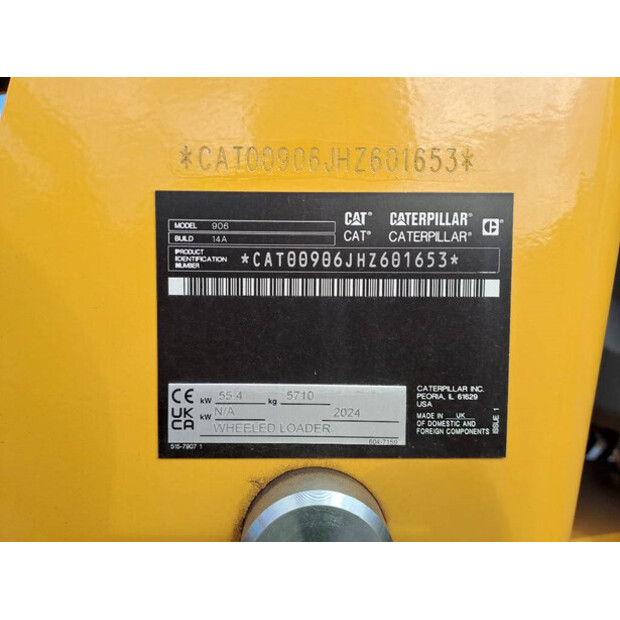 *CAT00906JHZ601653*
MODEL 906 CAT® CATERPILLAR®
BUILD 14A CAT® CATERPILLAR® C
PRODUCT IDENTIFICATION NUMBER *CAT00906JHZ601653*
CE kW 55.4 kg 5710
UKCA kW N/A 2024
WHEELED LOADER
604-7159
515-7907 1
CATERPILLAR INC.
PEORIA, IL 61629
USA
MADE IN UK
OF DOMESTIC AND
FOREIGN COMPONENTS
ISSUE 1